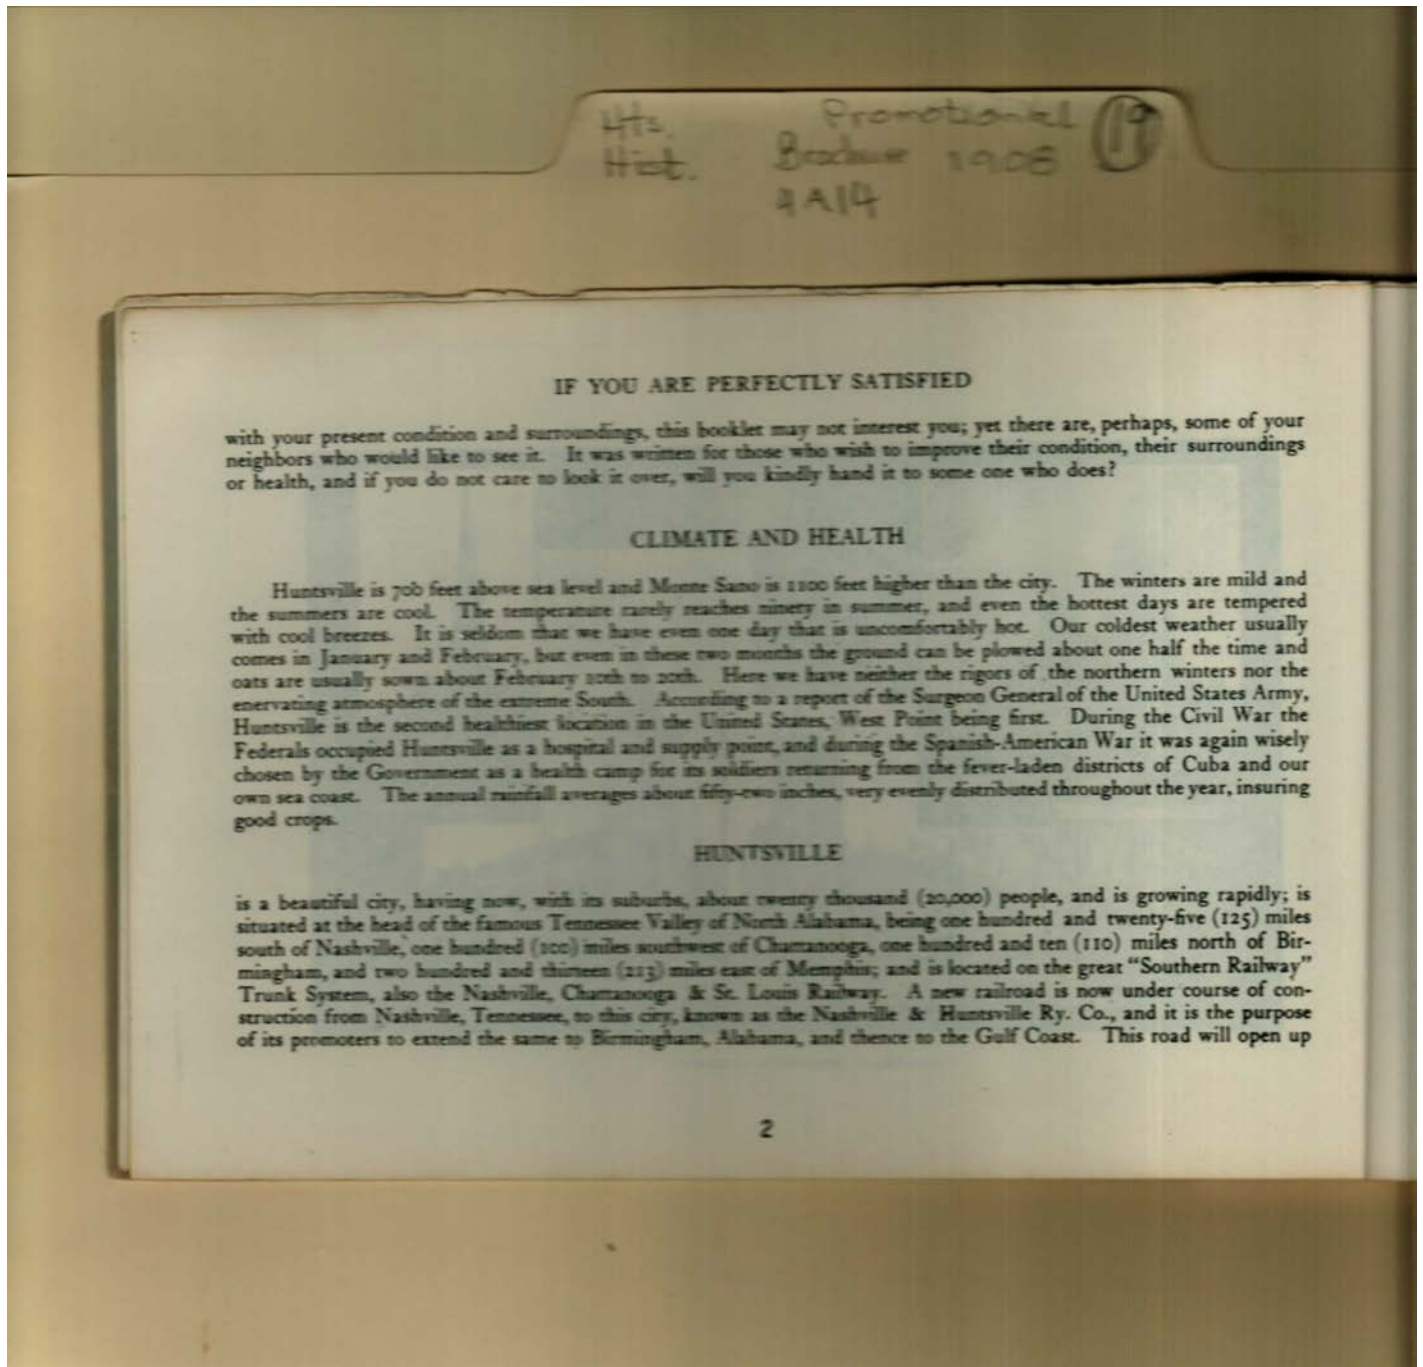 Hts. Promotional 19
Hist. Brochure 1908
4A14
IF YOU ARE PERFECTLY SATISFIED
with your present condition and surroundings, this booklet may not interest you; yet there are, perhaps, some of your
neighbors who would like to see it. It was written for those who wish to improve their condition, their surroundings
or health, and if you do not care to look it over, will you kindly hand it to some one who does?
CLIMATE AND HEALTH
Huntsville is feet above sea level and Monte Sano is 1100 feet higher than the city. The winters are mild and
the summers are cool. The temperature rarely reaches ninety in summer, and even the hottest days are tempered
with cool breezes. It is seldom that we have even one day that is uncomfortably hot. Our coldest weather usually
comes in January and February, but even in these two months the ground can be plowed about one half the time and
oats are usually sown about February 10th to 20th. Here we have neither the rigors of the northern winters nor the
enervating atmosphere of the extreme South. According to a report of the Surgeon General of the United States Army,
Huntsville is the second healthiest location in the United States, West Point being first. During the Civil War the
Federals occupied Huntsville as a hospital and supply point, and during the Spanish-American War it was again wisely
chosen by the Government as a health camp for its soldiers returning from the fever-laden districts of Cuba and our
own sea coast. The annual rainfall averages about fifty-two inches, very evenly distributed throughout the year, insuring
good crops.
HUNTSVILLE
is a beautiful city, having now, with its suburbs, about twenty thousand (20,000) people, and is growing rapidly; is
situated at the head of the famous Tennessee Valley of North Alabama, being one hundred and twenty-five (125) miles
south of Nashville, one hundred (100) miles southwest of Chattanooga, one hundred and ten (110) miles north of Bir-
mingham, and two hundred and thirteen (213) miles east of Memphis; and is located on the great "Southern Railway"
Trunk System, also the Nashville, Chattanooga & St. Louis Railway. A new railroad is now under course of con-
struction from Nashville, Tennessee, to this city, known as the Nashville & Huntsville Ry. Co., and it is the purpose
of its promoters to extend the same to Birmingham, Alabama, and thence to the Gulf Coast. This road will open up
2